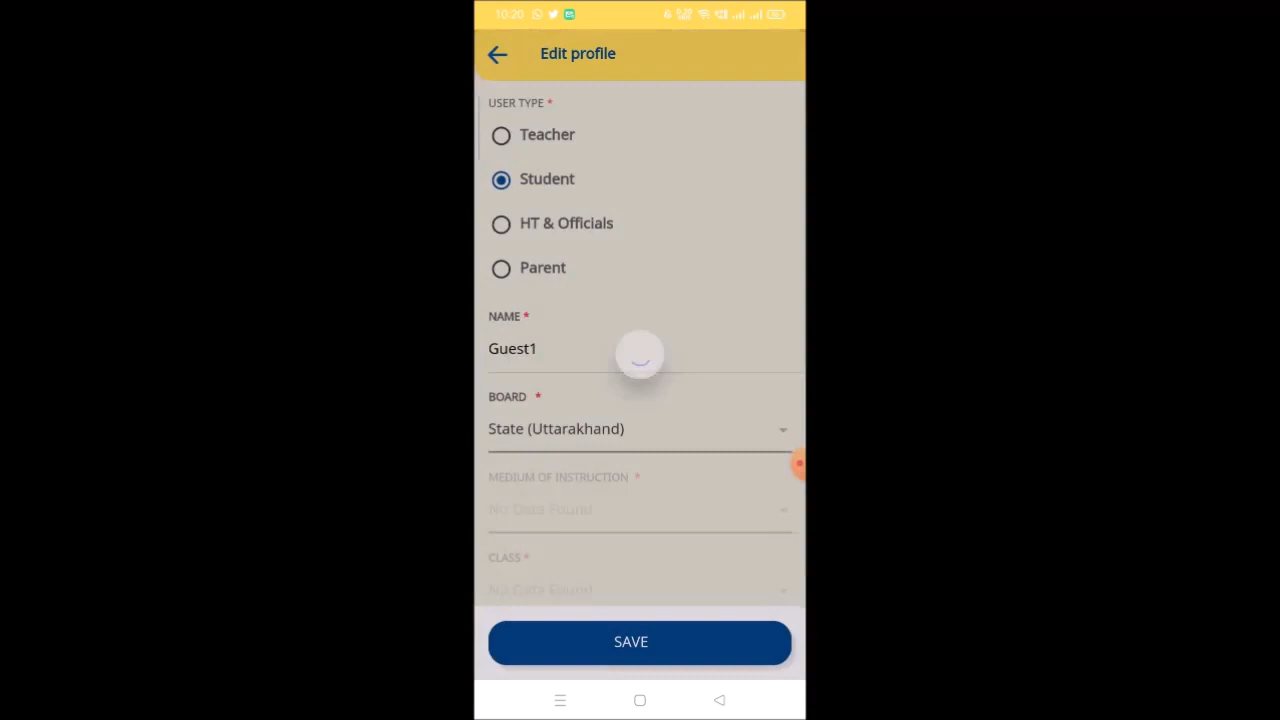 10.20
Edit profile
USER TYPE *
Teacher
Student
HT & Officials
Parent
NAME *
Guest1
BOARD *
State (Uttarakhand)
MEDIUM OF INSTRUCTION *
No Data Found
CLASS *
No Data Found
SAVE